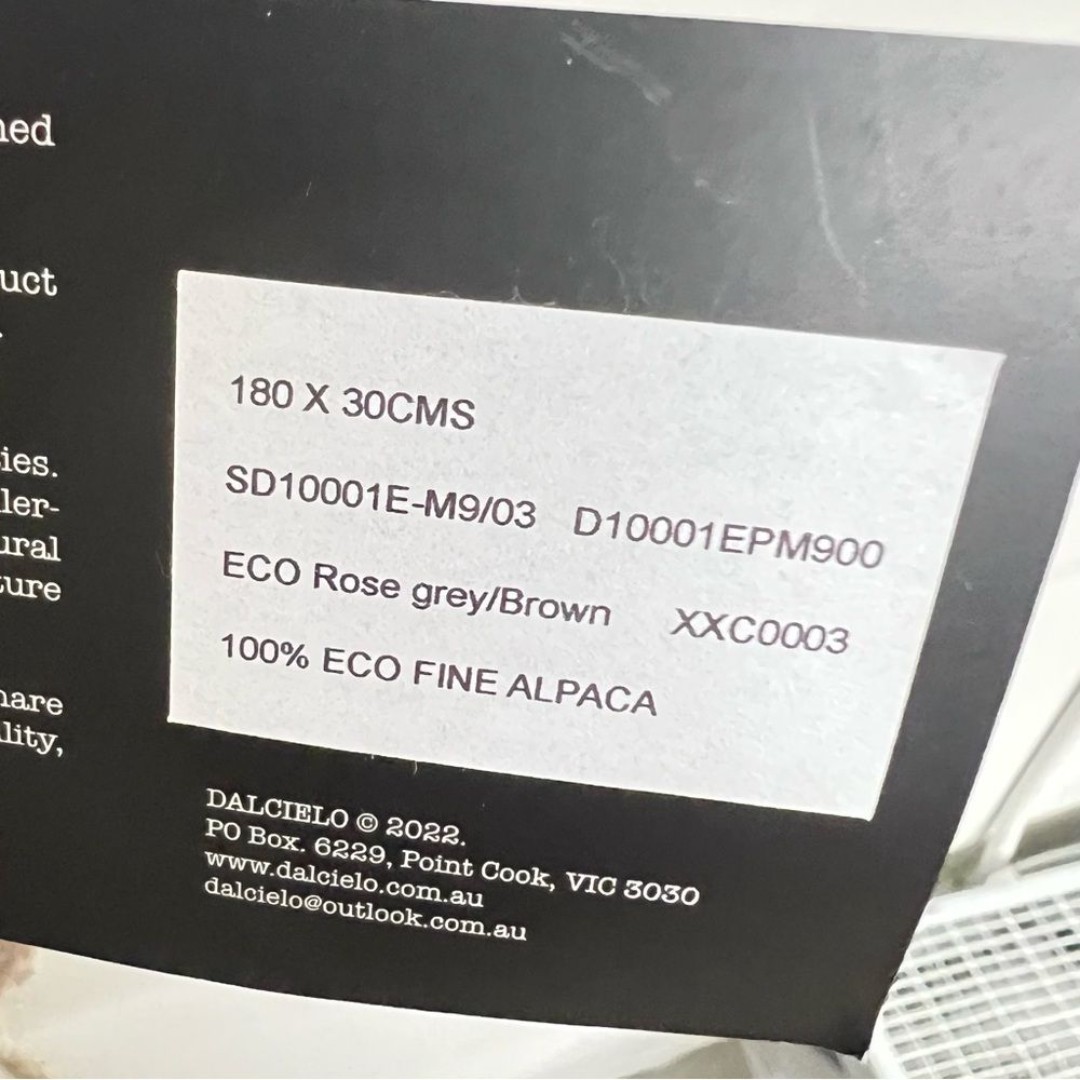 ned
uct
.
ies.
ler-
ural
ture
hare
lity,
180 X 30CMS
SD10001E-M9/03 D10001EPM900
ECO Rose grey/Brown XXC0003
100% ECO FINE ALPACA
DALCIELO © 2022.
PO Box. 6229, Point Cook, VIC 3030
www.dalcielo.com.au
dalcielo@outlook.com.au